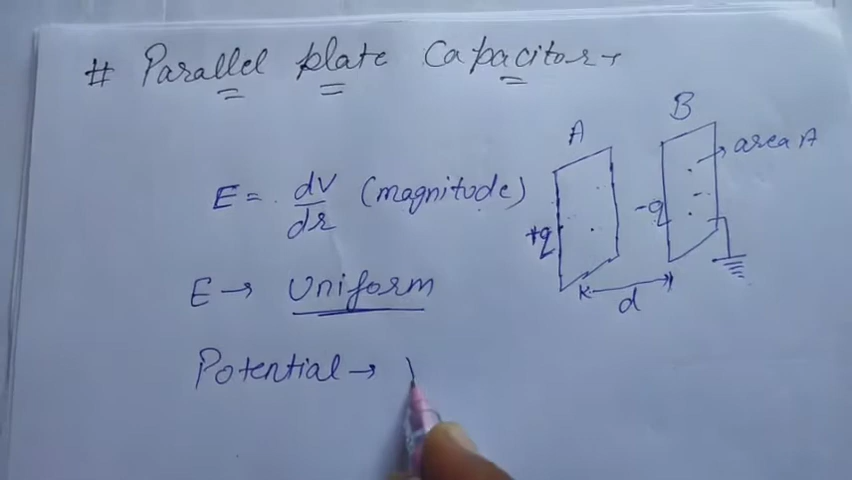 # Parallel plate Capacitor
A
B
area A
E = dV/dr (magnitude)
+q
-q
d
E → Uniform
Potential →